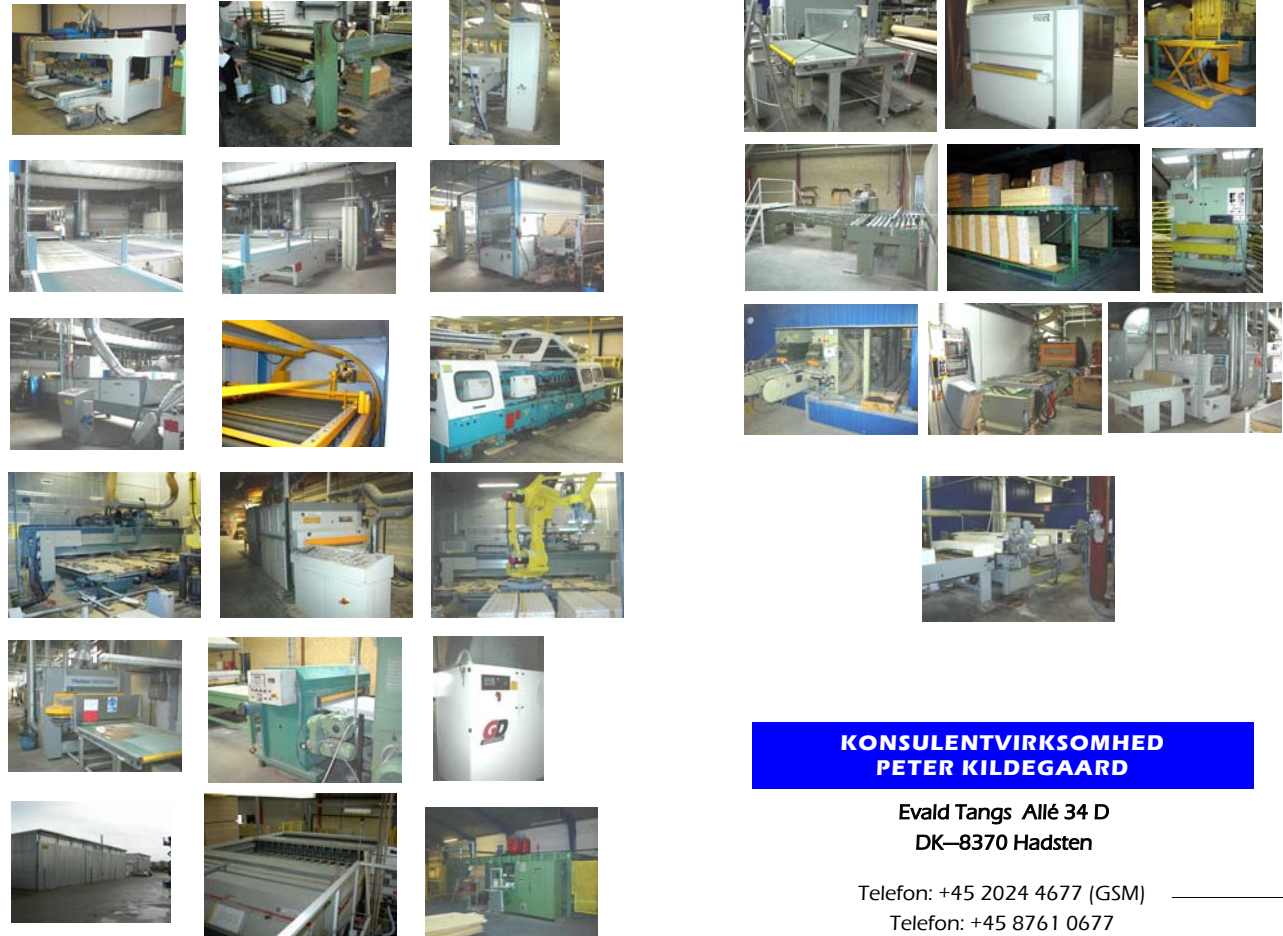 KONSULENTVIRKSOMHED
PETER KILDEGAARD
Evald Tangs Allé 34 D
DK—8370 Hadsten
Telefon: +45 2024 4677 (GSM)
Telefon: +45 8761 0677